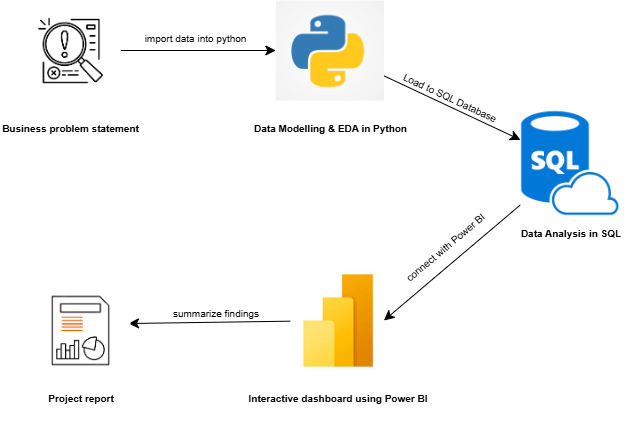 import data into python
Business problem statement
Data Modelling & EDA in Python
Load to SQL Database
SQL
Data Analysis in SQL
connect with Power BI
summarize findings
Project report
Interactive dashboard using Power BI